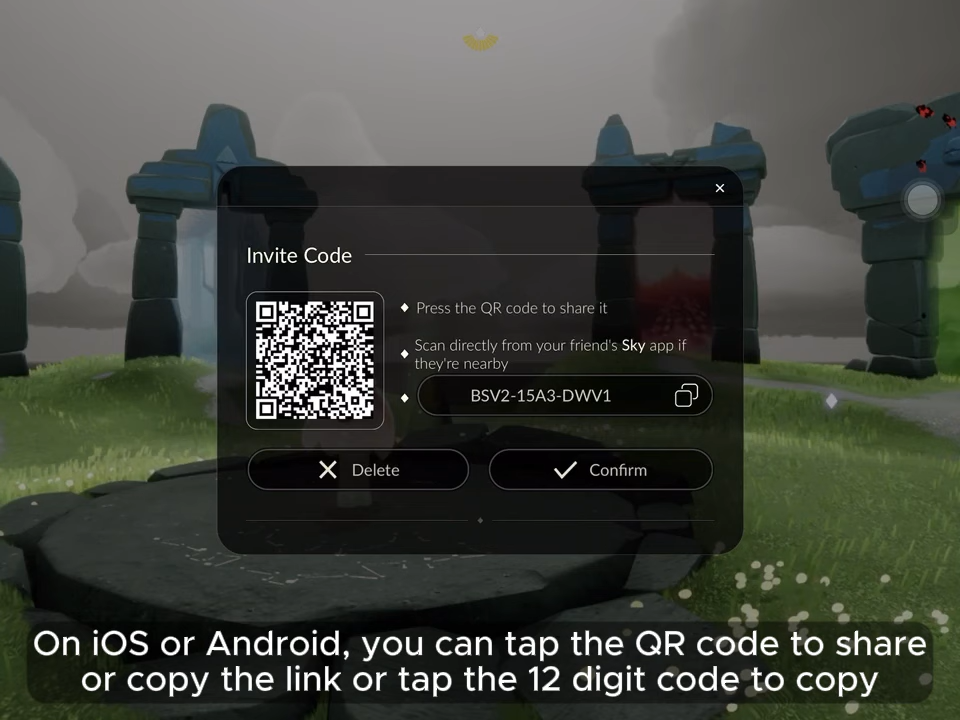 Invite Code
Press the QR code to share it
Scan directly from your friend's Sky app if
they're nearby
BSV2-15A3-DWV1
Delete
Confirm
On iOS or Android, you can tap the QR code to share
or copy the link or tap the 12 digit code to copy